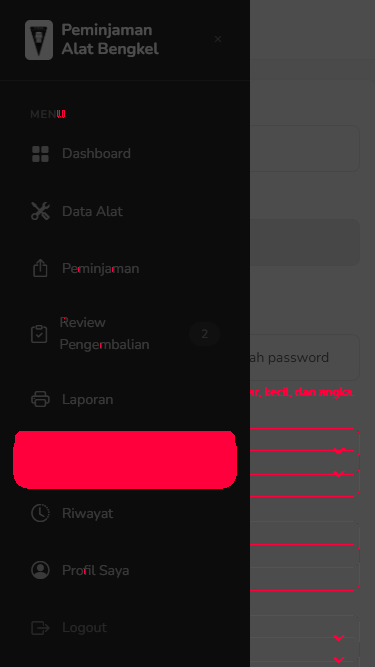 Peminjaman
Alat Bengkel
×
MENU
Dashboard
Data Alat
Peminjaman
Review
Pengembalian
2
ah password
ar, kecil, dan angka
Laporan
Riwayat
Profil Saya
Logout